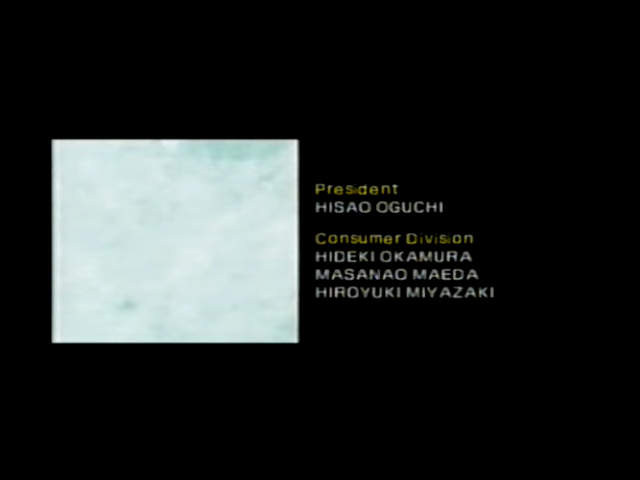 President
HISAO OGUCHI
Consumer Division
HIDEKI OKAMURA
MASANAO MAEDA
HIROYUKI MIYAZAKI